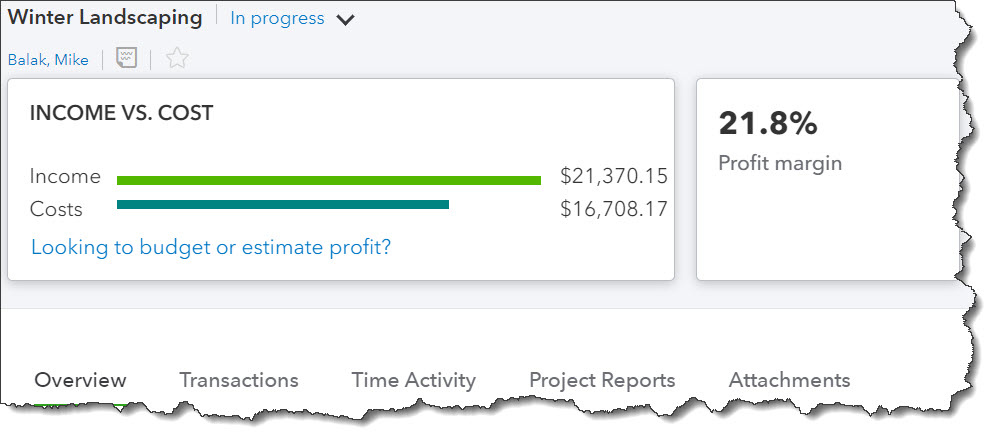 Winter Landscaping In progress
Balak, Mike
INCOME VS. COST
Income $21,370.15
Costs $16,708.17
Looking to budget or estimate profit?
21.8%
Profit margin
Overview Transactions Time Activity Project Reports Attachments